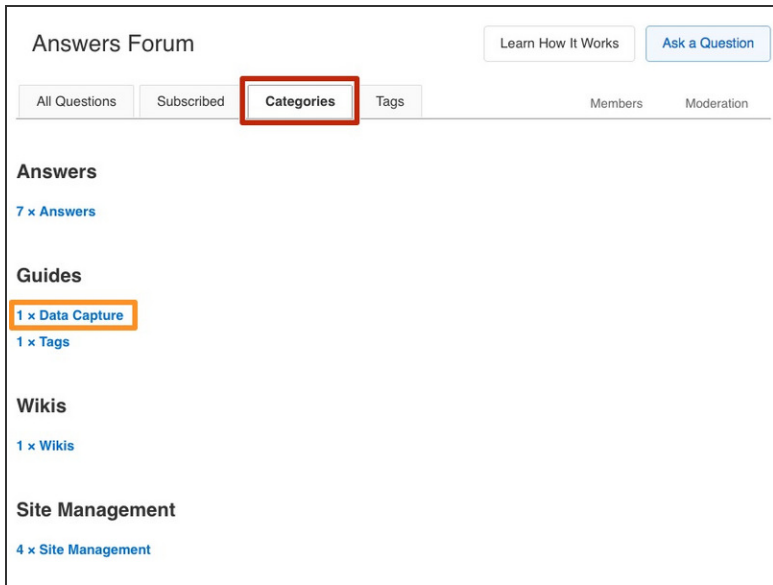 Answers Forum
Learn How It Works
Ask a Question
All Questions
Subscribed
Categories
Tags
Members
Moderation
Answers
7 × Answers
Guides
1 × Data Capture
1 × Tags
Wikis
1 × Wikis
Site Management
4 × Site Management